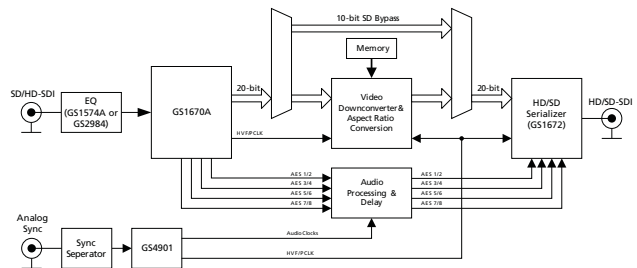 10-bit SD Bypass
Memory
SD/HD-SDI
EQ
(GS1574A or
GS2984)
GS1670A
20-bit
Video
Downconverter&
Aspect Ratio
Conversion
20-bit
HD/SD
Serializer
(GS1672)
HD/SD-SDI
HVF/PCLK
AES 1/2
AES 3/4
AES 5/6
AES 7/8
Audio
Processing &
Delay
AES 1/2
AES 3/4
AES 5/6
AES 7/8
Analog
Sync
Sync
Seperator
GS4901
AudioClocks
HVF/PCLK